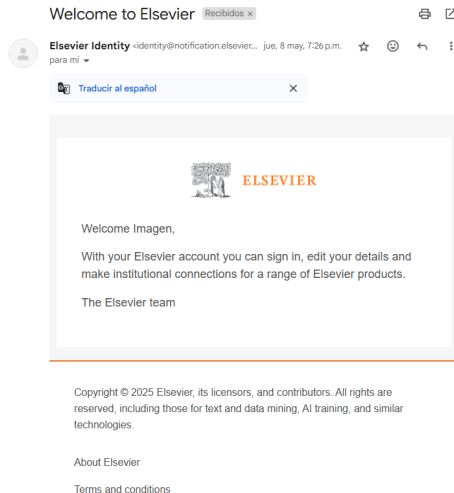 Welcome to Elsevier Recibidos ×
Elsevier Identity <identity@notification.elsevier... jue, 8 may, 7:26 p.m.
para mí
Traducir al español
ELSEVIER
Welcome Imagen,
With your Elsevier account you can sign in, edit your details and
make institutional connections for a range of Elsevier products.
The Elsevier team
Copyright © 2025 Elsevier, its licensors, and contributors. All rights are
reserved, including those for text and data mining, AI training, and similar
technologies.
About Elsevier
Terms and conditions